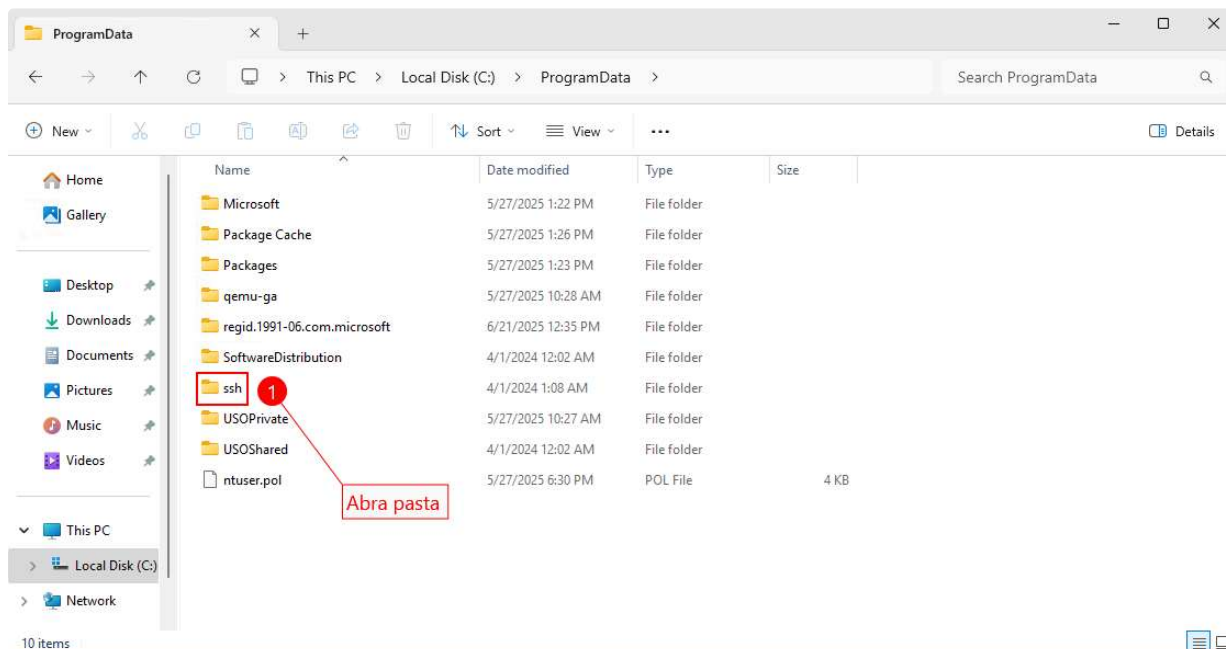 ProgramData
This PC > Local Disk (C:) > ProgramData >
Search ProgramData
New
Sort
View
Details
Name Date modified Type Size
Home
Gallery
Desktop
Downloads
Documents
Pictures
Music
Videos
This PC
Local Disk (C:)
Network
Microsoft 5/27/2025 1:22 PM File folder
Package Cache 5/27/2025 1:26 PM File folder
Packages 5/27/2025 1:23 PM File folder
qemu-ga 5/27/2025 10:28 AM File folder
regid.1991-06.com.microsoft 6/21/2025 12:35 PM File folder
SoftwareDistribution 4/1/2024 12:02 AM File folder
ssh 1 4/1/2024 1:08 AM File folder
USOPrivate 5/27/2025 10:27 AM File folder
USOShared 4/1/2024 12:02 AM File folder
ntuser.pol 5/27/2025 6:30 PM POL File 4 KB
Abra pasta
10 items